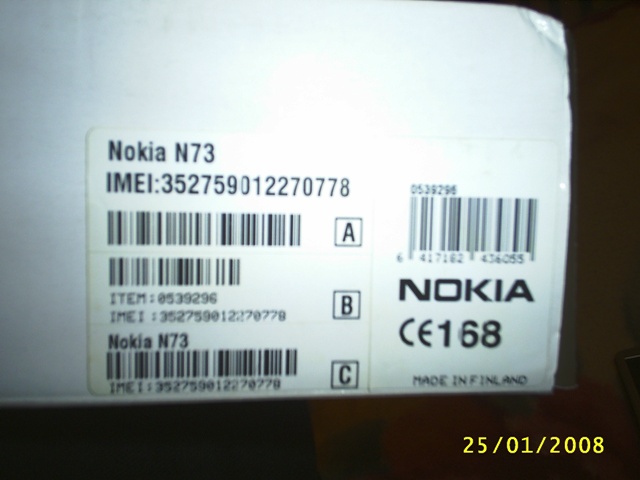 Nokia N73
IMEI:352759012270778
A
ITEM:0539296
IMEI:352759012270778
B
Nokia N73
IMEI:352759012270778
C
0539296
6 417182 436055
NOKIA
CE168
MADE IN FINLAND
25/01/2008